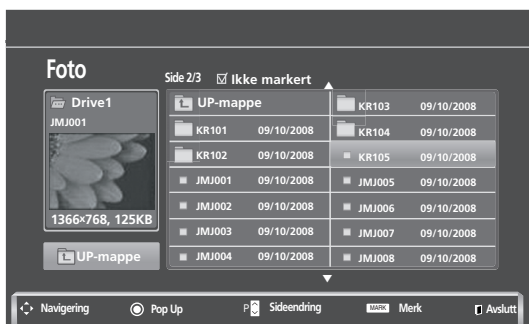 Foto
Side 2/3 ☑ Ikke markert
Drive1
JMJ001
1366×768, 125KB
UP-mappe
UP-mappe
KR101 09/10/2008
KR102 09/10/2008
JMJ001 09/10/2008
JMJ002 09/10/2008
JMJ003 09/10/2008
JMJ004 09/10/2008
KR103 09/10/2008
KR104 09/10/2008
KR105 09/10/2008
JMJ005 09/10/2008
JMJ006 09/10/2008
JMJ007 09/10/2008
JMJ008 09/10/2008
Navigering Pop Up P Sideendring MARK Merk Avslutt